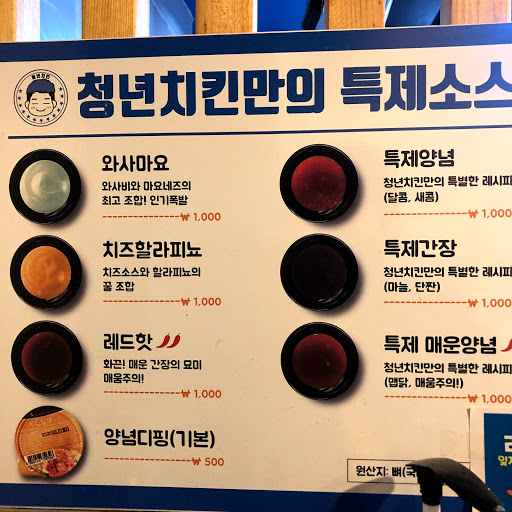 청년치킨
청년치킨만의 특제소스
와사마요
와사비와 마요네즈의
최고 조합! 인기폭발
₩ 1,000
치즈할라피뇨
치즈소스와 할라피뇨의
꿀 조합
₩ 1,000
레드핫
화끈! 매운 간장의 묘미
매움주의!
₩ 1,000
양념디핑(기본)
₩ 500
특제양념
청년치킨만의 특별한 레시피
(달콤, 새콤)
₩ 1,000
특제간장
청년치킨만의 특별한 레시피
(마늘, 단짠)
₩ 1,000
특제 매운양념
청년치킨만의 특별한 레시피
(맵닭, 매움주의!)
₩ 1,000
원산지: 뼈(국